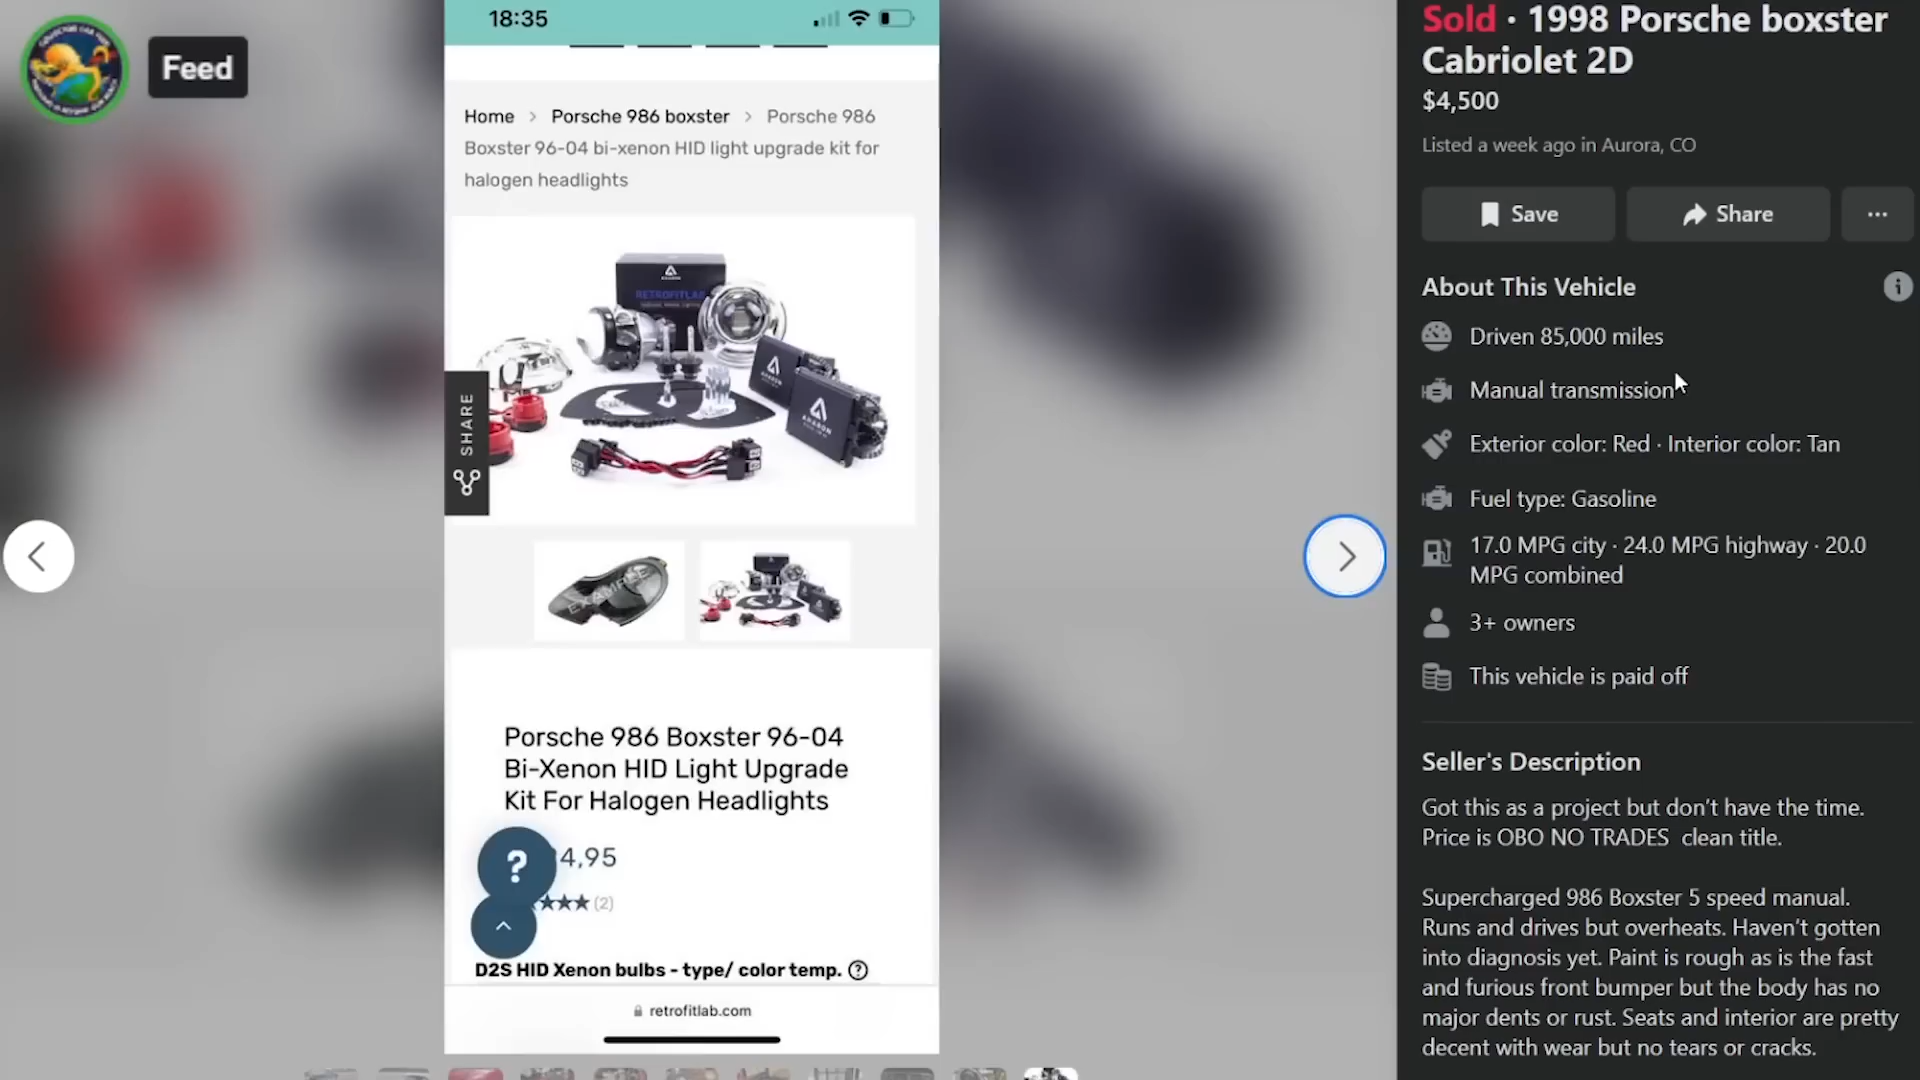 18:35
Feed
Home > Porsche 986 boxster > Porsche 986
Boxster 96-04 bi-xenon HID light upgrade kit for
halogen headlights
SHARE
EXAMPLE
Porsche 986 Boxster 96-04
Bi-Xenon HID Light Upgrade
Kit For Halogen Headlights
?
4,95
(2)
D2S HID Xenon bulbs - type/ color temp. ?
retrofitlab.com
Sold · 1998 Porsche boxster
Cabriolet 2D
$4,500
Listed a week ago in Aurora, CO
Save
Share
...
About This Vehicle
Driven 85,000 miles
Manual transmission
Exterior color: Red · Interior color: Tan
Fuel type: Gasoline
17.0 MPG city · 24.0 MPG highway · 20.0
MPG combined
3+ owners
This vehicle is paid off
Seller's Description
Got this as a project but don't have the time.
Price is OBO NO TRADES clean title.
Supercharged 986 Boxster 5 speed manual.
Runs and drives but overheats. Haven't gotten
into diagnosis yet. Paint is rough as is the fast
and furious front bumper but the body has no
major dents or rust. Seats and interior are pretty
decent with wear but no tears or cracks.